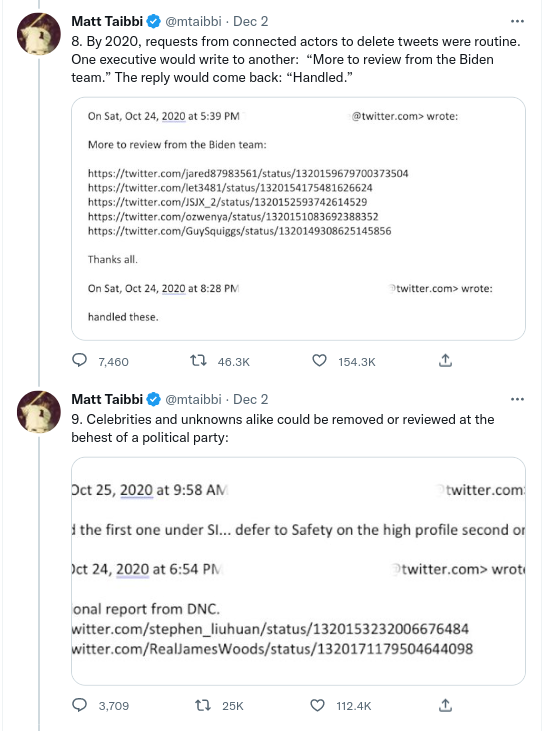 Matt Taibbi @mtaibbi · Dec 2
8. By 2020, requests from connected actors to delete tweets were routine.
One executive would write to another: “More to review from the Biden
team.” The reply would come back: “Handled.”
On Sat, Oct 24, 2020 at 5:39 PM @twitter.com> wrote:
More to review from the Biden team:
https://twitter.com/jared87983561/status/1320159679700373504
https://twitter.com/let3481/status/1320154175481626624
https://twitter.com/JSJX_2/status/1320152593742614529
https://twitter.com/ozwenya/status/1320151083692388352
https://twitter.com/GuySquiggs/status/1320149308625145856
Thanks all.
On Sat, Oct 24, 2020 at 8:28 PM @twitter.com> wrote:
handled these.
7,460 46.3K 154.3K
Matt Taibbi @mtaibbi · Dec 2
9. Celebrities and unknowns alike could be removed or reviewed at the
behest of a political party:
Oct 25, 2020 at 9:58 AM @twitter.com
d the first one under SI... defer to Safety on the high profile second or
Oct 24, 2020 at 6:54 PM @twitter.com> wrote
onal report from DNC.
witter.com/stephen_liuhuan/status/1320153232006676484
witter.com/RealJamesWoods/status/1320171179504644098
3,709 25K 112.4K